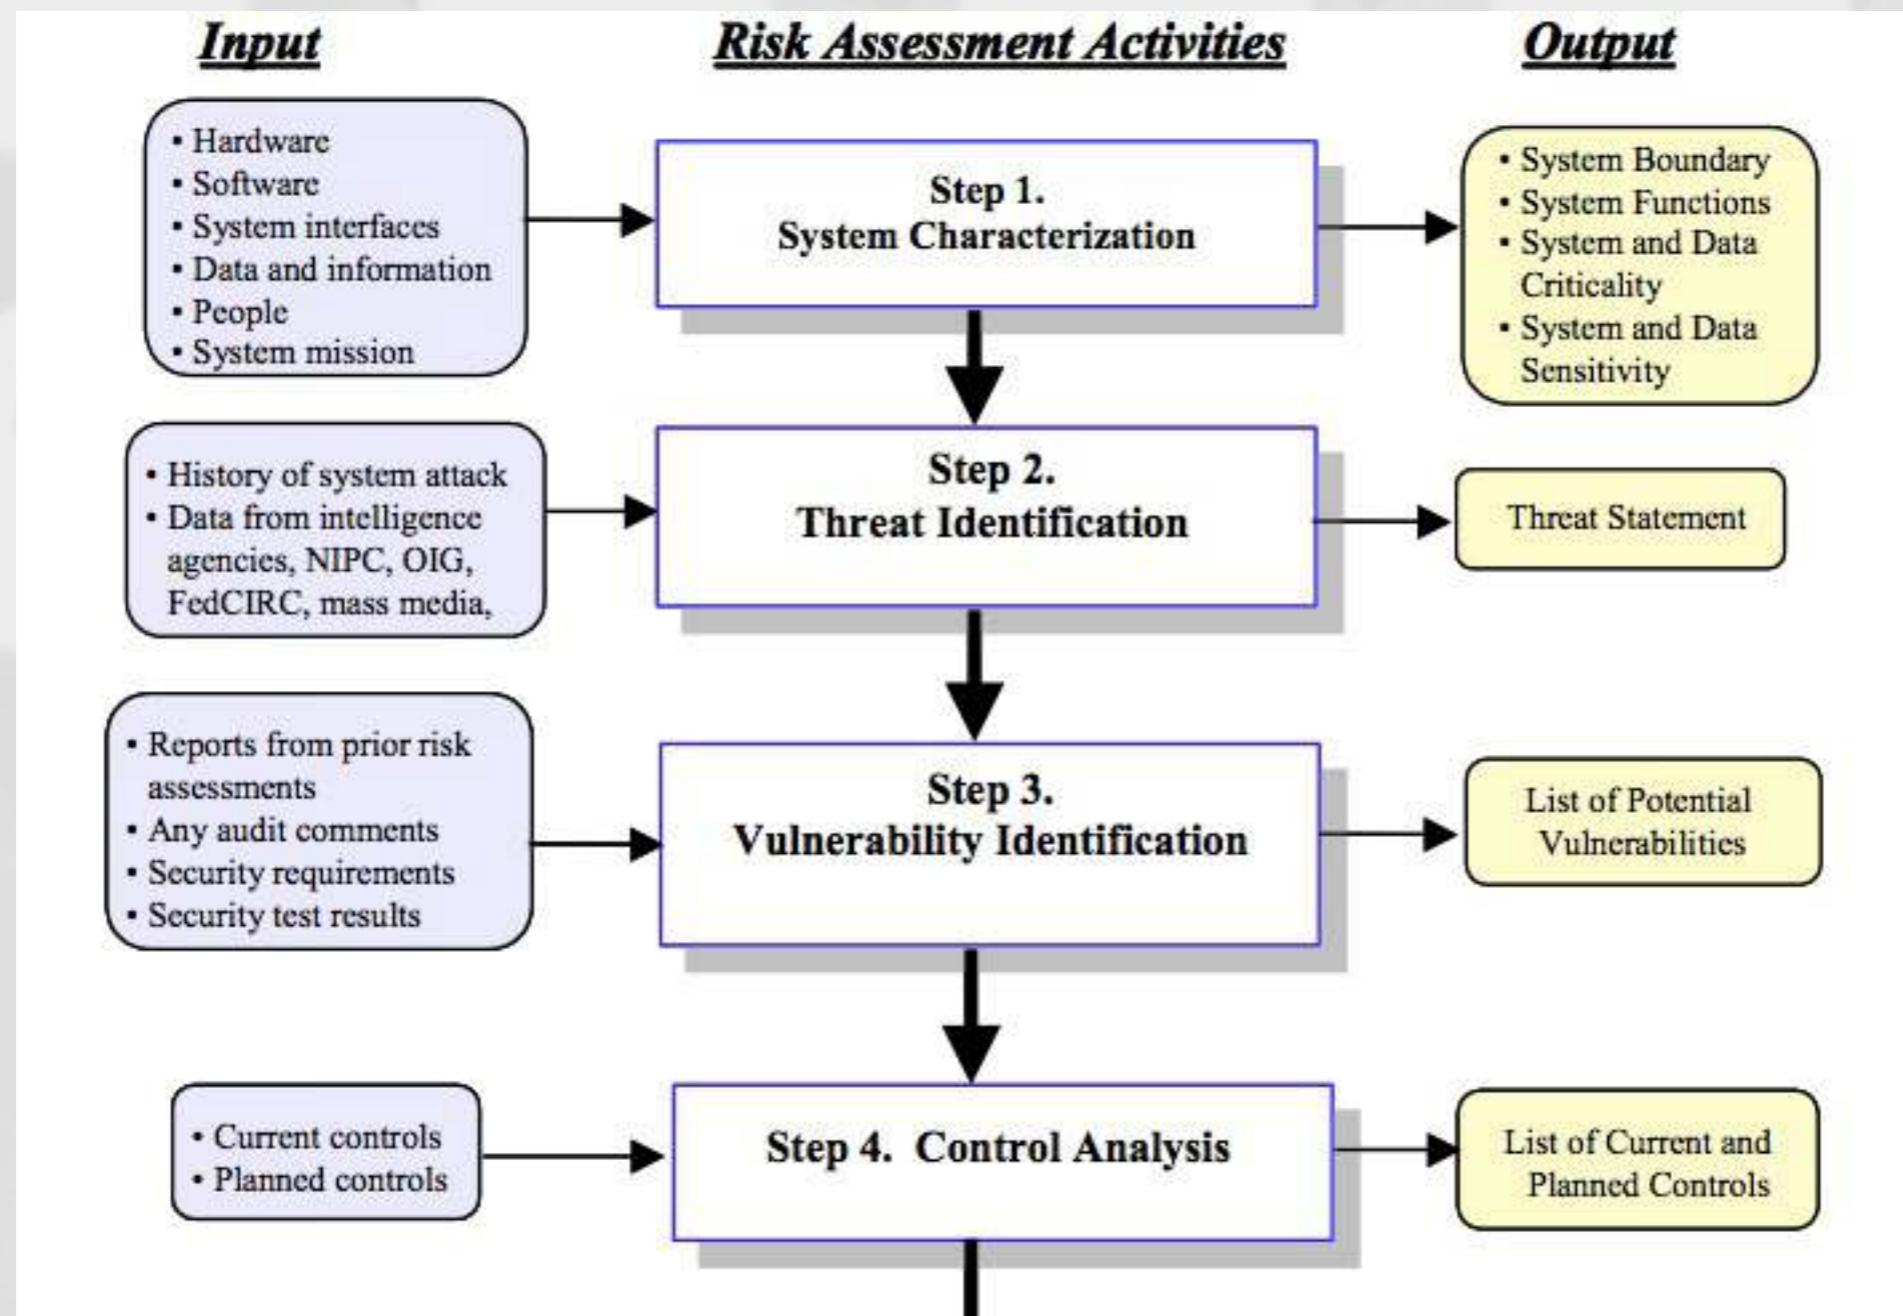 Input
Risk Assessment Activities
Output
▪ Hardware
▪ Software
▪ System interfaces
▪ Data and information
▪ People
▪ System mission
Step 1.
System Characterization
▪ System Boundary
▪ System Functions
▪ System and Data
Criticality
▪ System and Data
Sensitivity
▪ History of system attack
▪ Data from intelligence
agencies, NIPC, OIG,
FedCIRC, mass media,
Step 2.
Threat Identification
Threat Statement
▪ Reports from prior risk
assessments
▪ Any audit comments
▪ Security requirements
▪ Security test results
Step 3.
Vulnerability Identification
List of Potential
Vulnerabilities
• Current controls
• Planned controls
Step 4. Control Analysis
List of Current and
Planned Controls